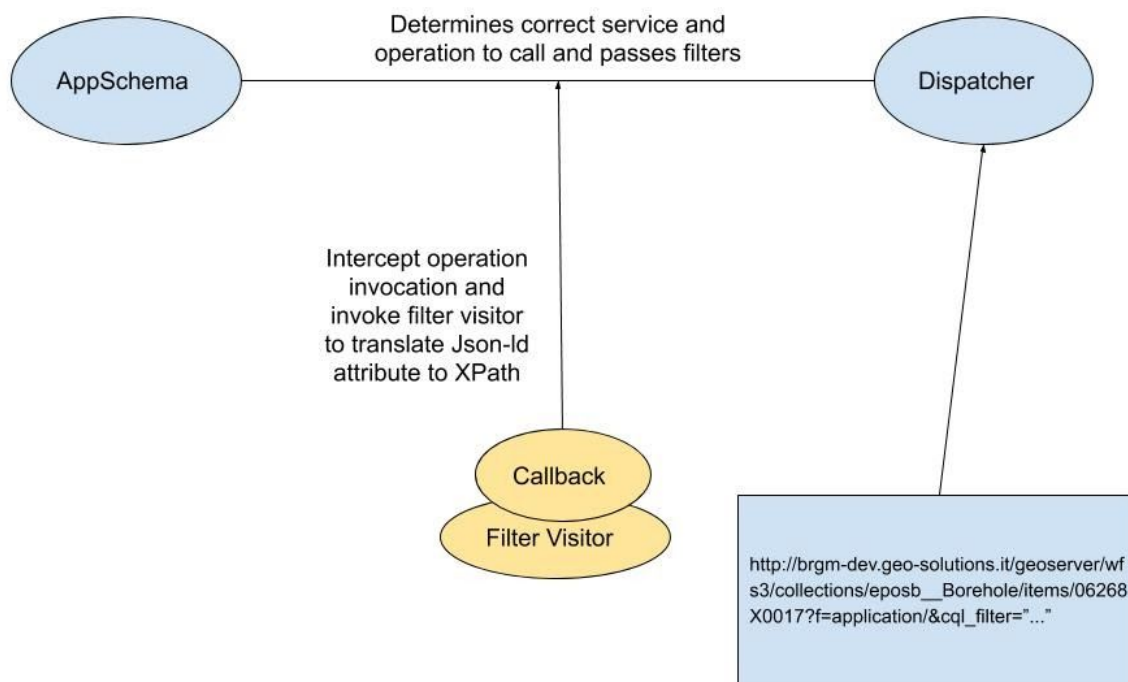 Determines correct service and
operation to call and passes filters
AppSchema
Dispatcher
Intercept operation
invocation and
invoke filter visitor
to translate Json-ld
attribute to XPath
Callback
Filter Visitor
http://brgm-dev.geo-solutions.it/geoserver/wf
s3/collections/eposb__Borehole/items/06268
X0017?f=application/&cql_filter=”...”